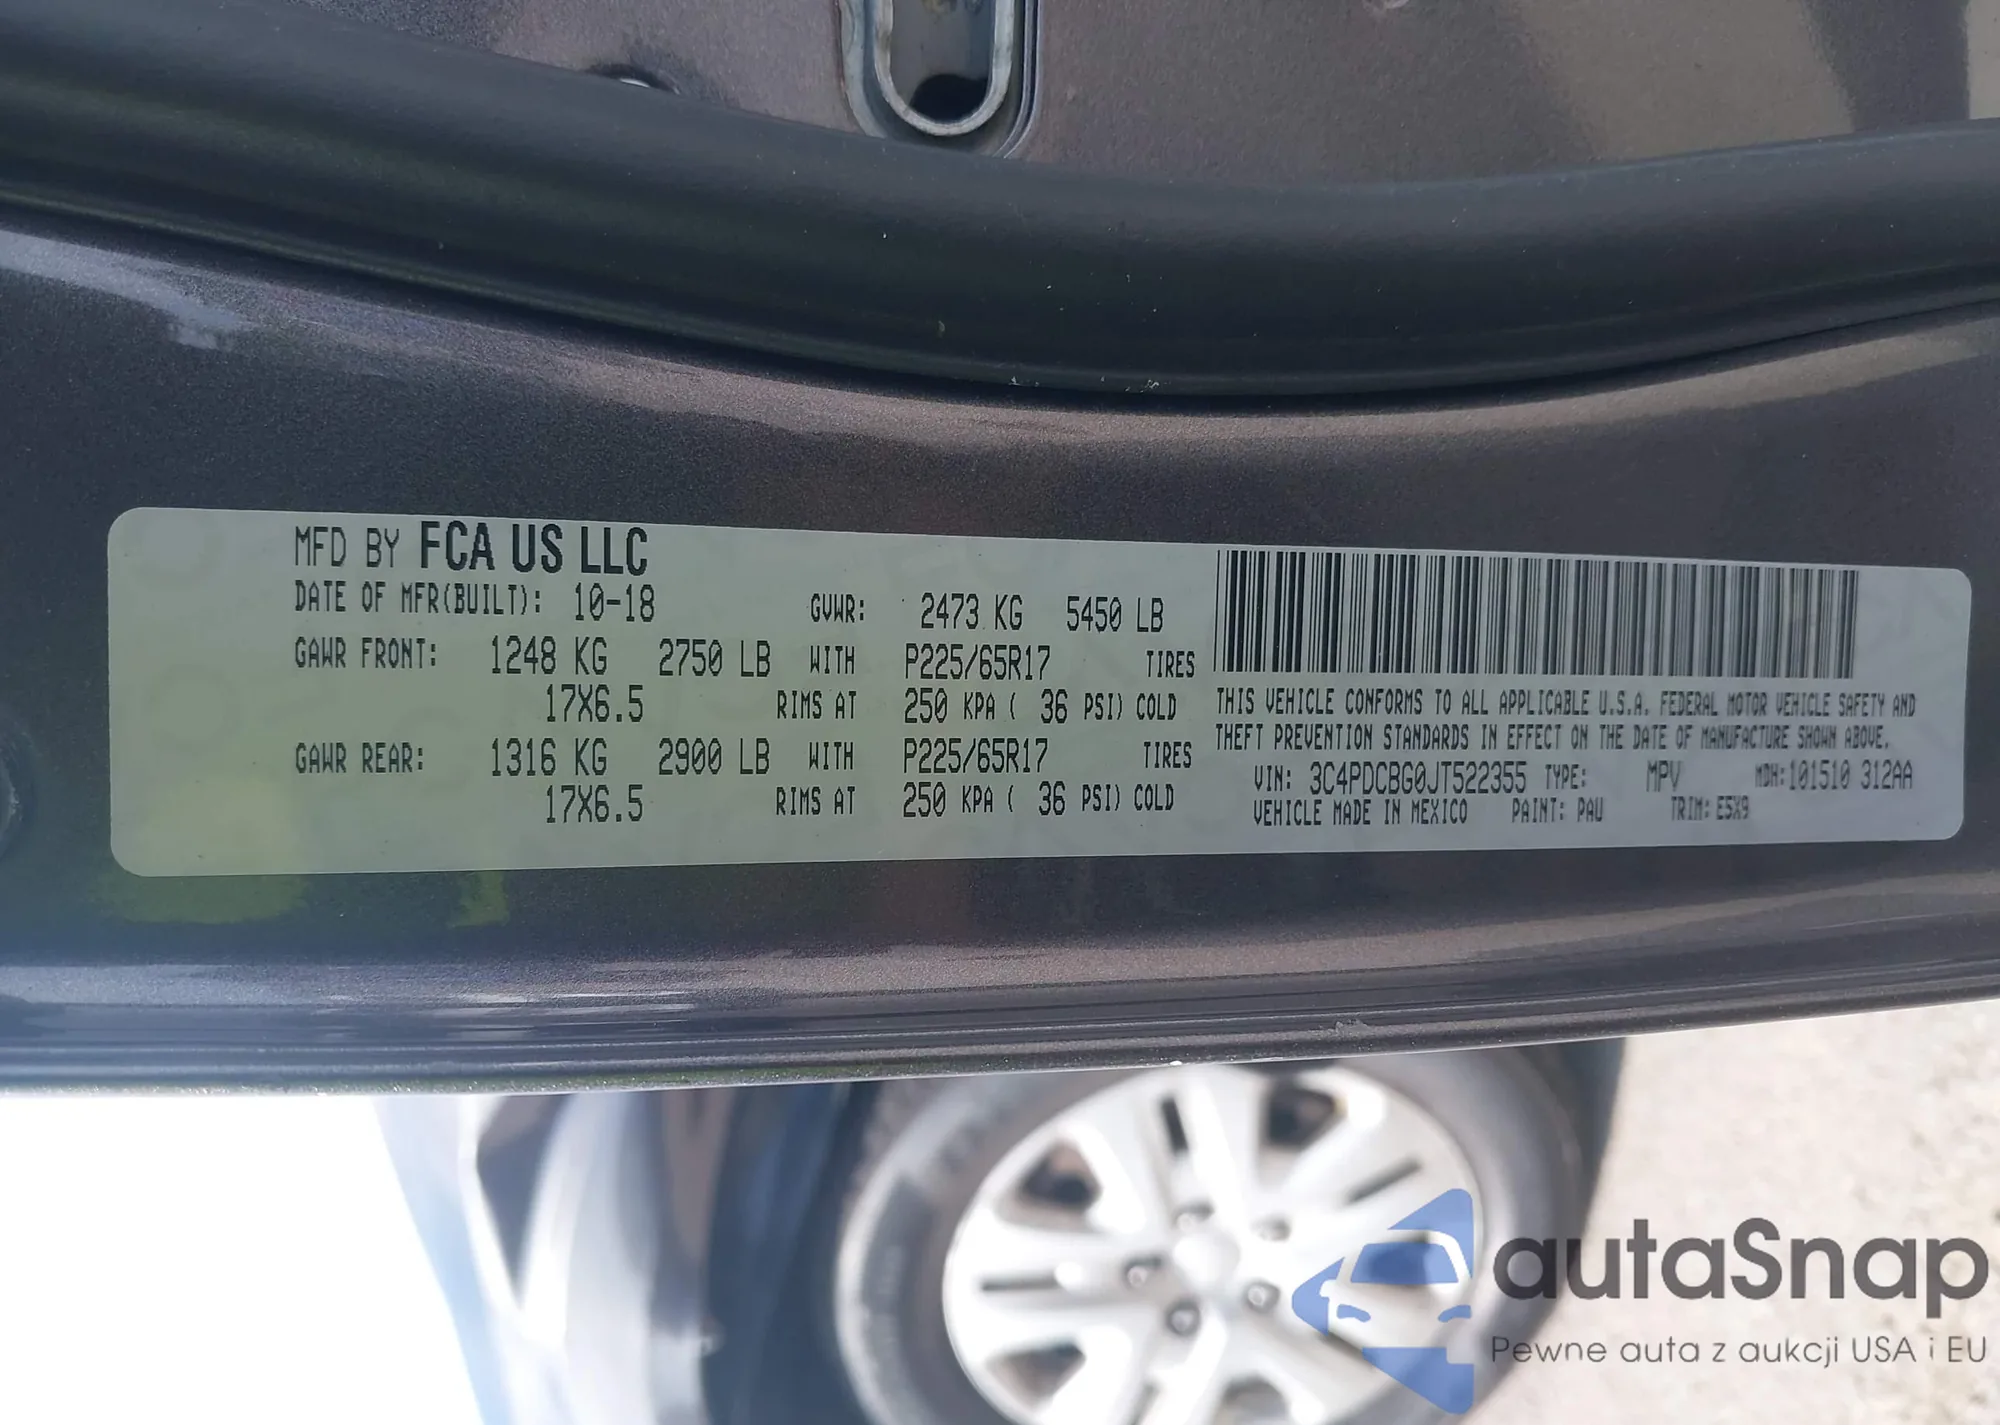 MFD BY FCA US LLC
DATE OF MFR(BUILT): 10-18 GVWR: 2473 KG 5450 LB
GAWR FRONT: 1248 KG 2750 LB WITH P225/65R17 TIRES
17X6.5 RIMS AT 250 KPA ( 36 PSI) COLD
GAWR REAR: 1316 KG 2900 LB WITH P225/65R17 TIRES
17X6.5 RIMS AT 250 KPA ( 36 PSI) COLD
THIS VEHICLE CONFORMS TO ALL APPLICABLE U.S.A. FEDERAL MOTOR VEHICLE SAFETY AND
THEFT PREVENTION STANDARDS IN EFFECT ON THE DATE OF MANUFACTURE SHOWN ABOVE.
VIN: 3C4PDCBG0JT522355 TYPE: MPV MDH: 101510 312AA
VEHICLE MADE IN MEXICO PAINT: PAU TRIM: E5X9
autaSnap
Pewne auta z aukcji USA i EU